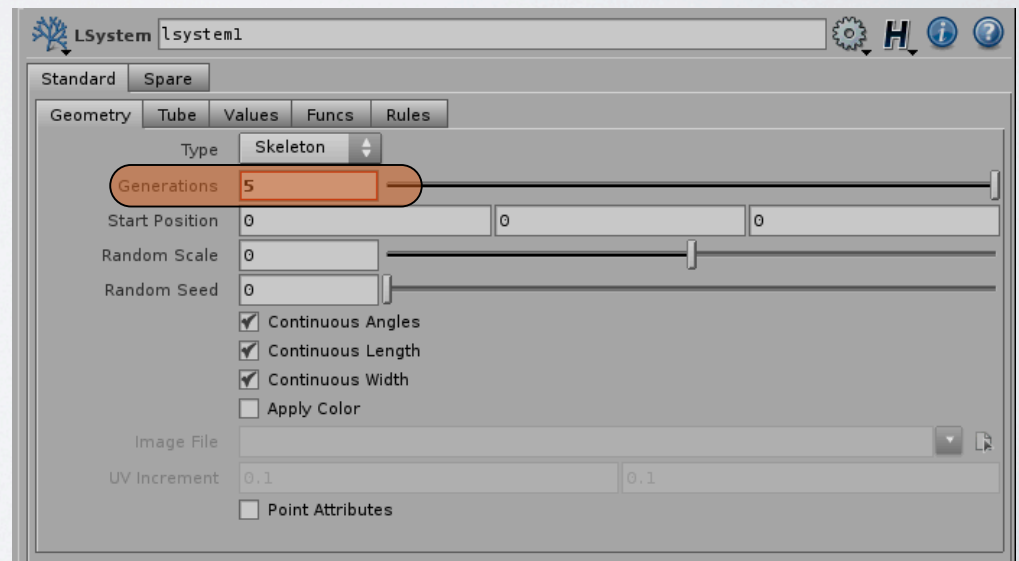 LSystem lsystem1
Standard Spare
Geometry Tube Values Funcs Rules
Type Skeleton
Generations 5
Start Position 0 0 0
Random Scale 0
Random Seed 0
Continuous Angles
Continuous Length
Continuous Width
Apply Color
Image File
UV Increment 0.1 0.1
Point Attributes